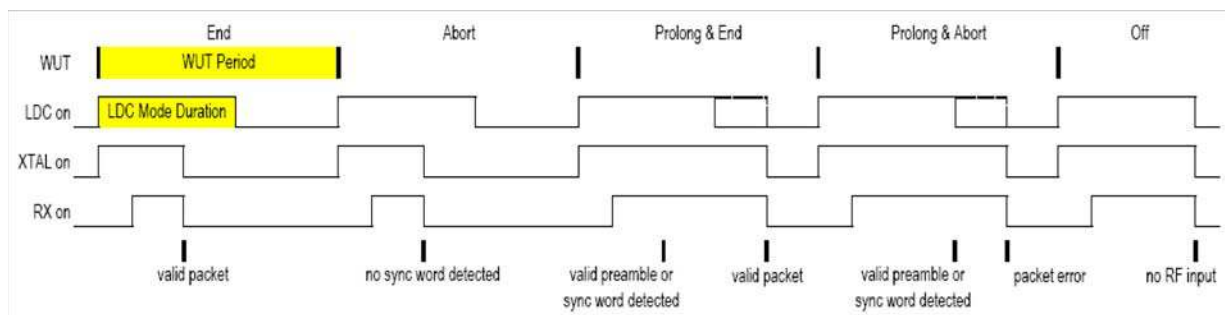 End Abort Prolong & End Prolong & Abort Off
WUT WUT Period
LDC on LDC Mode Duration
XTAL on
RX on
valid packet no sync word detected valid preamble or valid packet valid preamble or packet error no RF input
sync word detected sync word detected